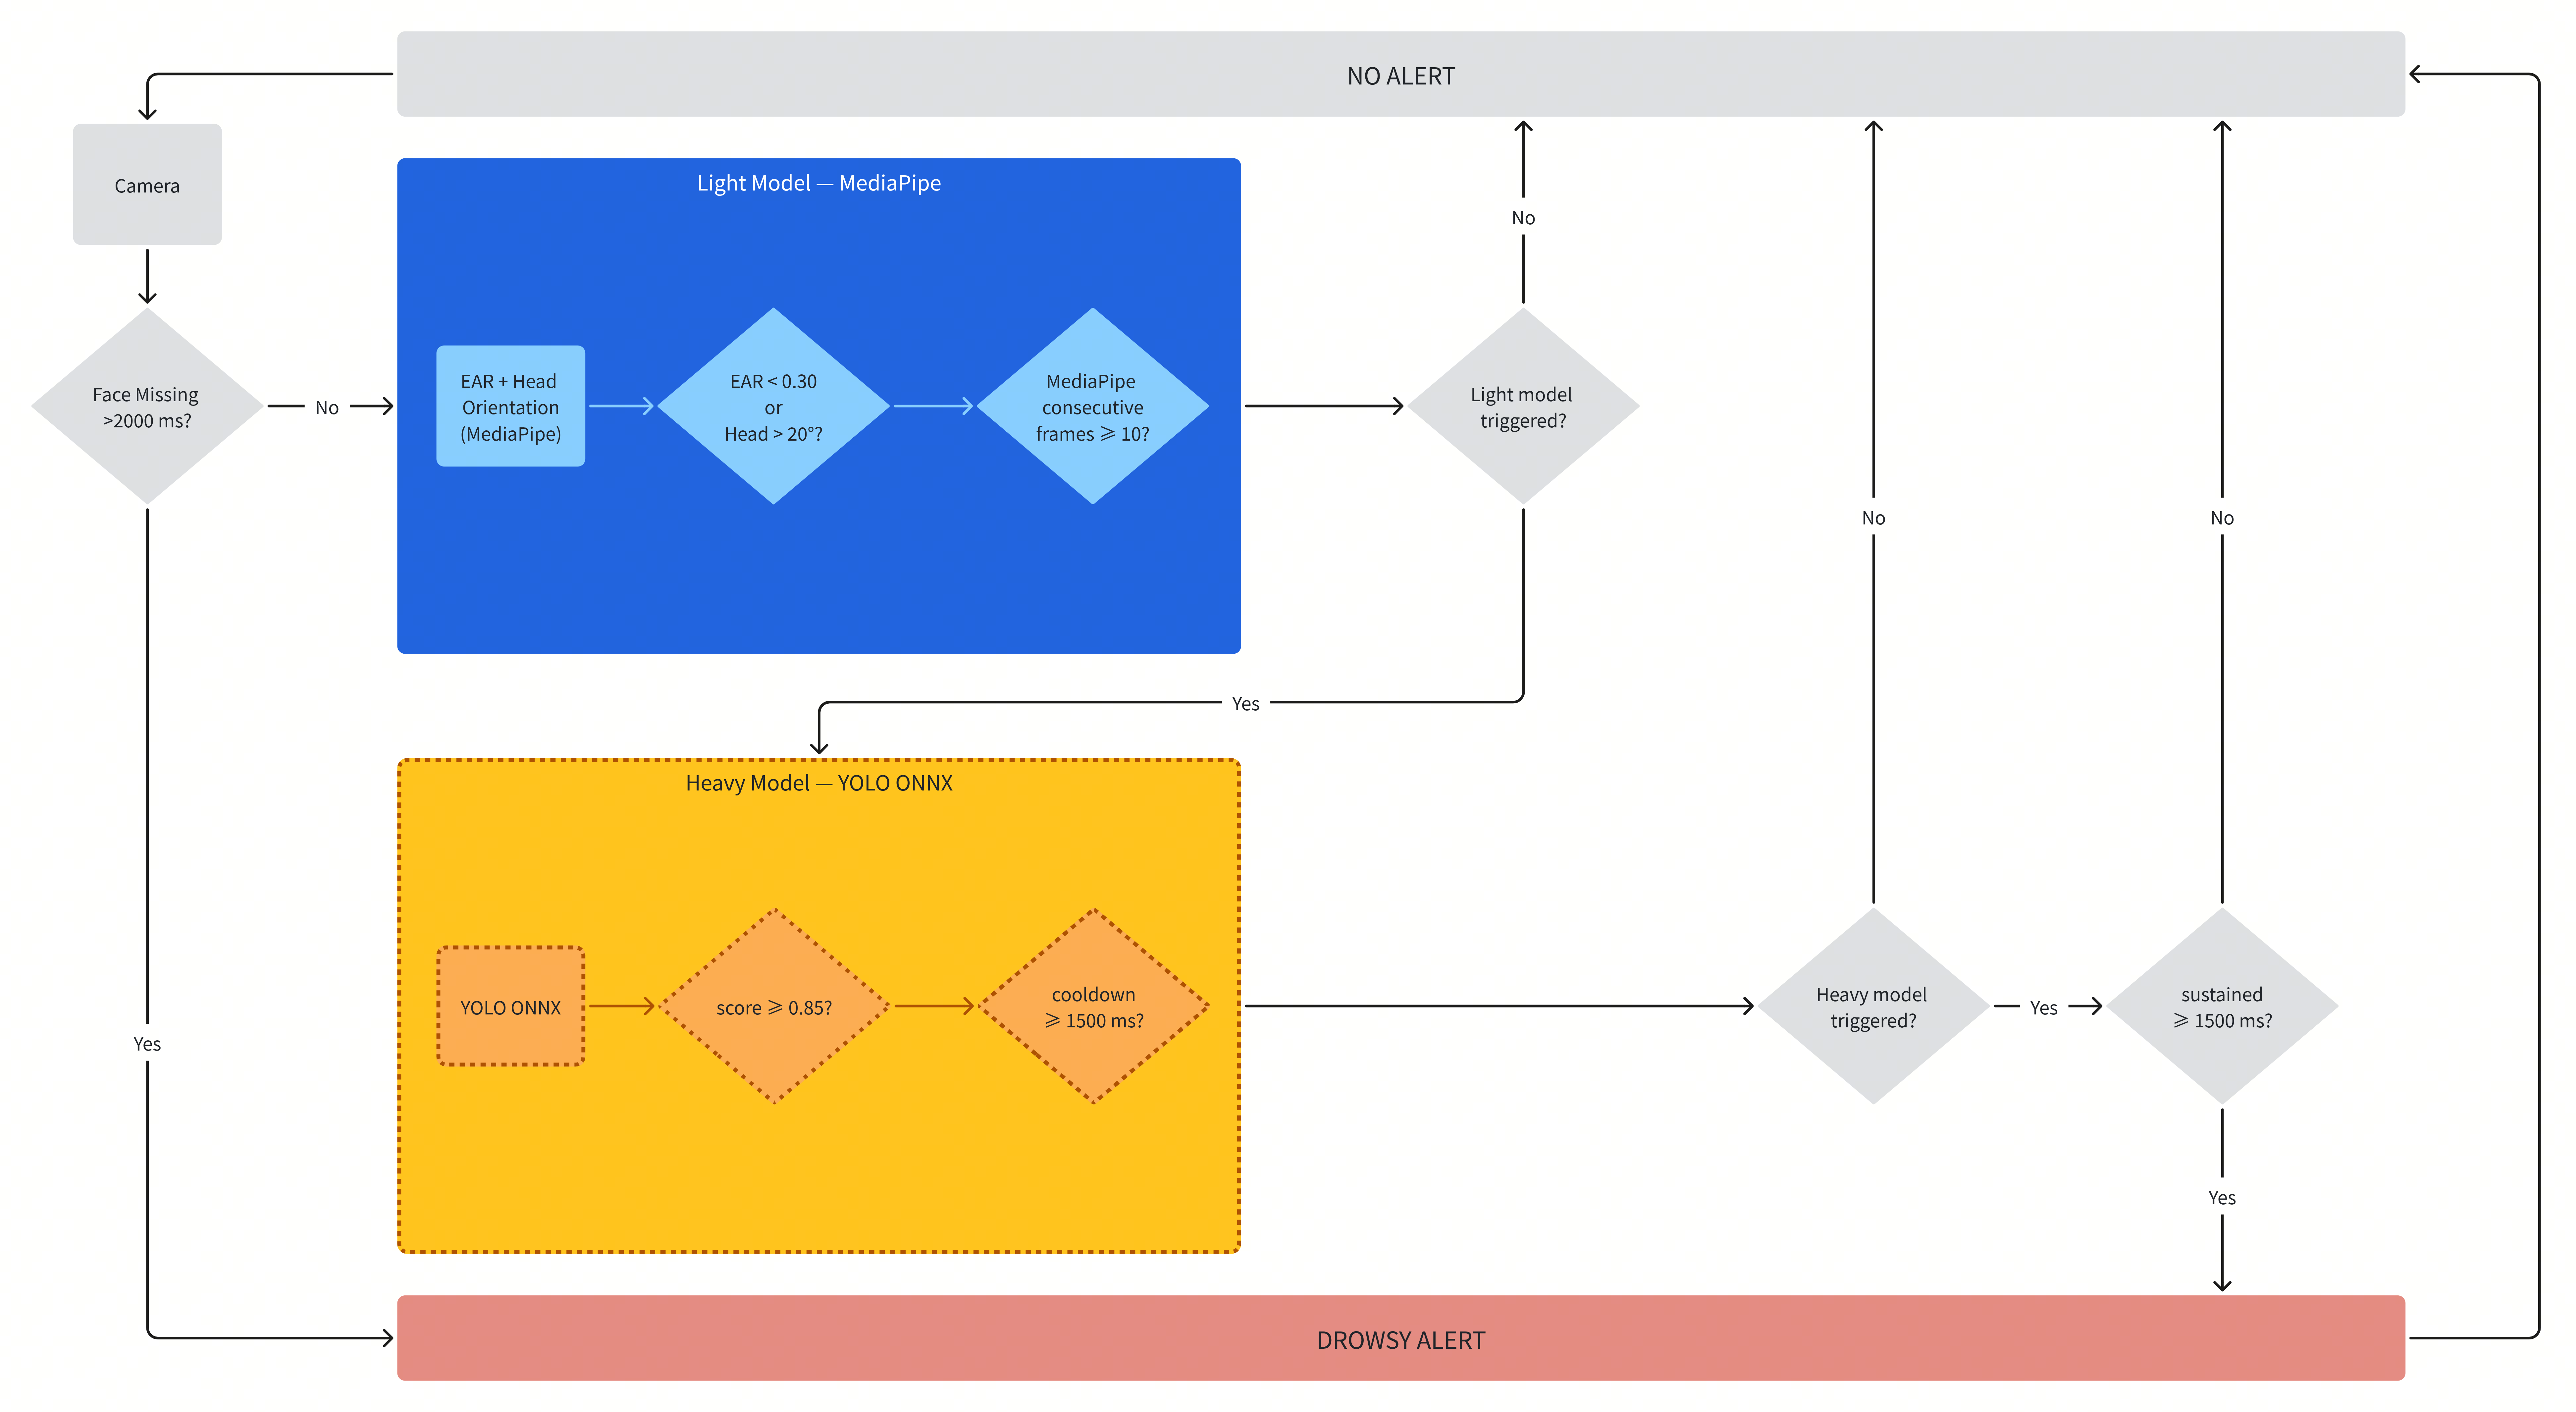 NO ALERT
Camera
Light Model — MediaPipe
No
Face Missing
>2000 ms?
No
EAR + Head
Orientation
(MediaPipe)
EAR < 0.30
or
Head > 20°?
MediaPipe
consecutive
frames ⩾ 10?
Light model
triggered?
No
No
Yes
Heavy Model — YOLO ONNX
YOLO ONNX
score ⩾ 0.85?
cooldown
⩾ 1500 ms?
Heavy model
triggered?
Yes
sustained
⩾ 1500 ms?
Yes
Yes
DROWSY ALERT